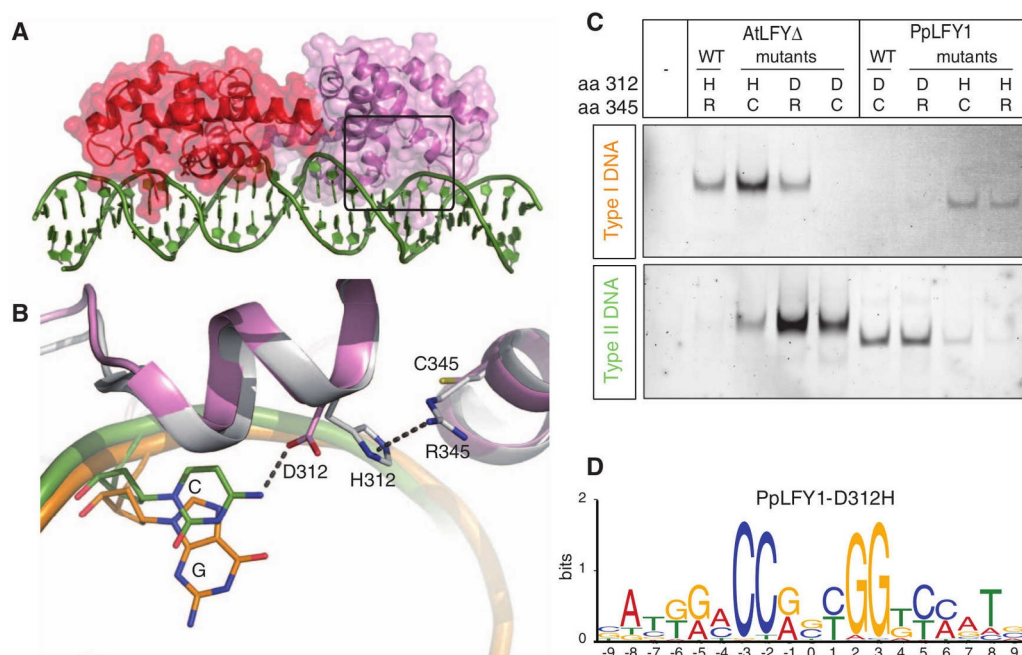 A
B
C345
D312
H312
R345
C
G
C
AtLFYΔ
PpLFY1
WT
mutants
WT
mutants
-
aa 312
H
H
D
D
D
D
H
H
aa 345
R
C
R
C
C
R
C
R
Type I DNA
Type II DNA
D
PpLFY1-D312H
bits
2
1
0
-9 -8 -7 -6 -5 -4 -3 -2 -1 0 1 2 3 4 5 6 7 8 9